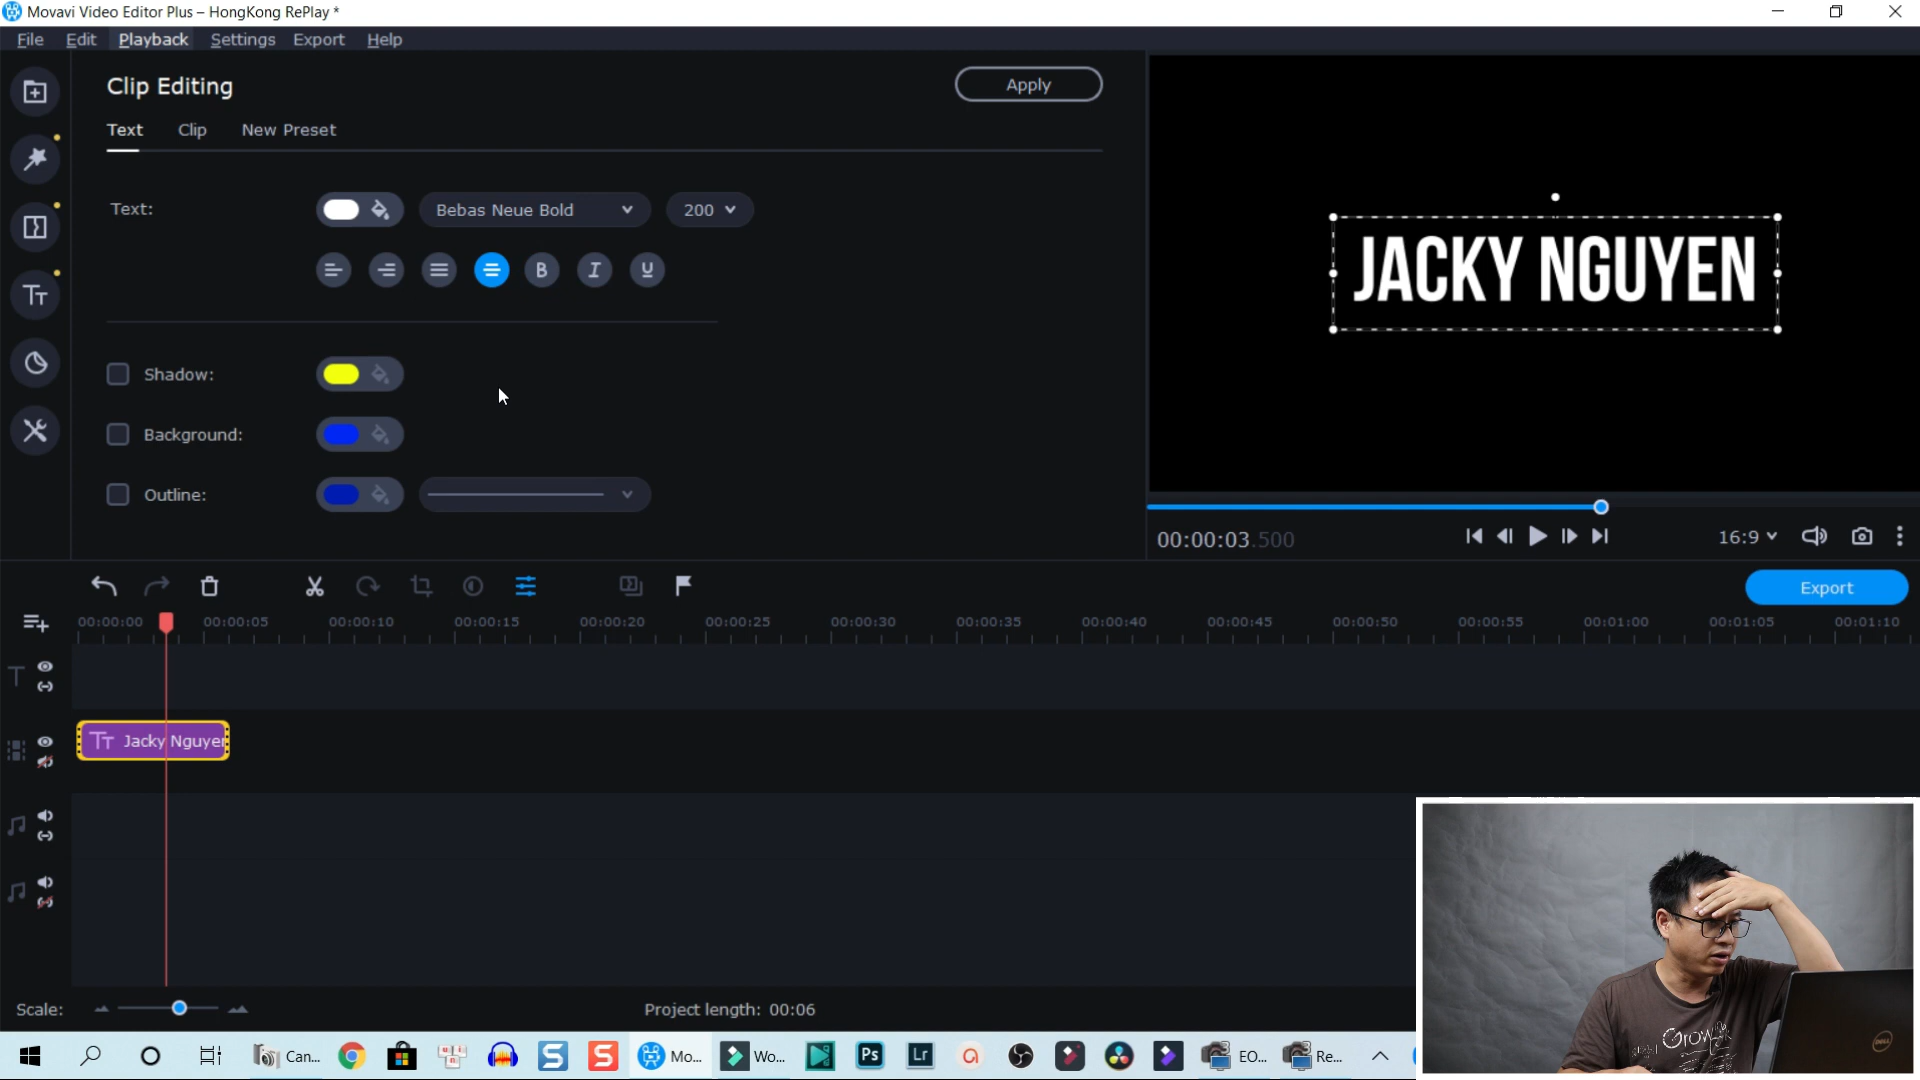 Movavi Video Editor Plus – HongKong RePlay *
File Edit Playback Settings Export Help
Clip Editing
Apply
Text Clip New Preset
Text:
Bebas Neue Bold
200
B I U
Shadow:
Background:
Outline:
JACKY NGUYEN
00:00:03.500
16:9
Export
00:00:00 00:00:05 00:00:10 00:00:15 00:00:20 00:00:25 00:00:30 00:00:35 00:00:40 00:00:45 00:00:50 00:00:55 00:01:00 00:01:05 00:01:10
Jacky Nguyen
Scale:
Project length: 00:06
Can... Mo... Wo... Ps Lr EO... Re...
Grow
DELL